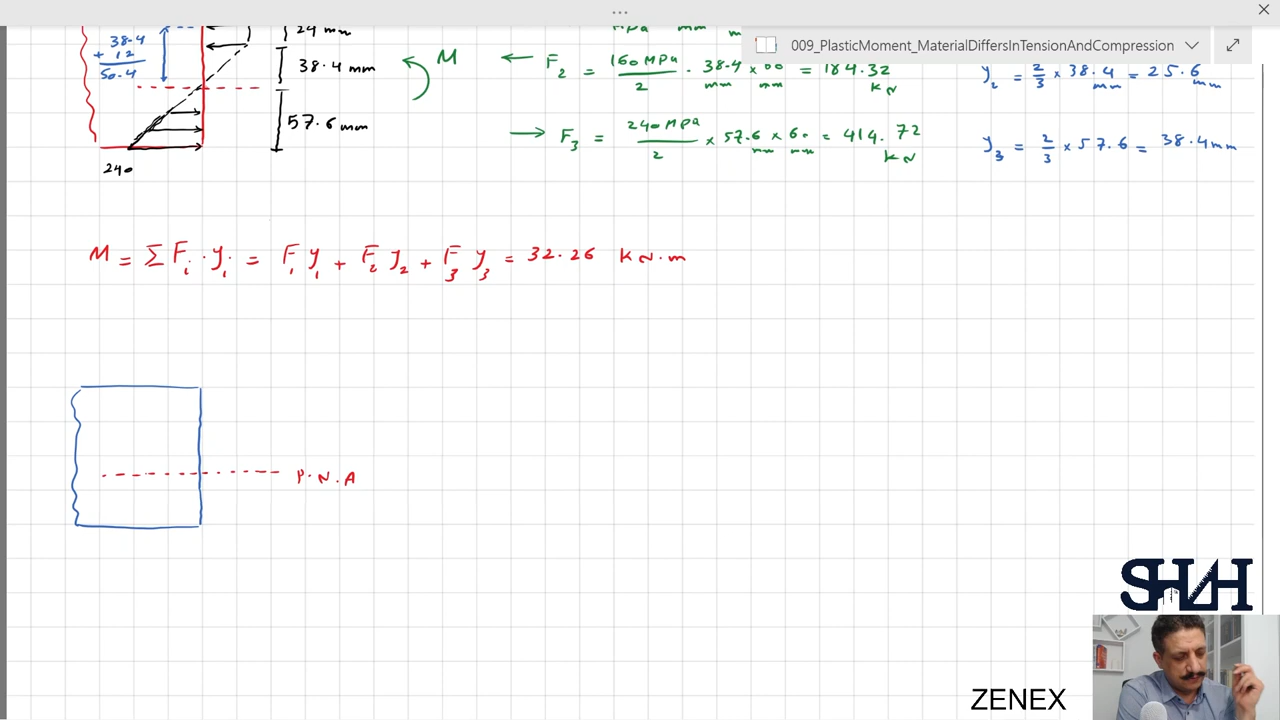 009_PlasticMoment_MaterialDiffersInTensionAndCompression
38.4
+ 12
50.4
24 mm
38.4 mm
57.6 mm
240
M
← F2 = 160 MPa / 2 · 38.4 mm × 60 mm = 184.32 kN
→ F3 = 240 MPa / 2 × 57.6 mm × 60 mm = 414.72 kN
y2 = 2/3 × 38.4 mm = 25.6 mm
y3 = 2/3 × 57.6 = 38.4 mm
M = Σ Fi · yi = F1 y1 + F2 y2 + F3 y3 = 32.26 kN.m
P.N.A
SHZH
ZENEX